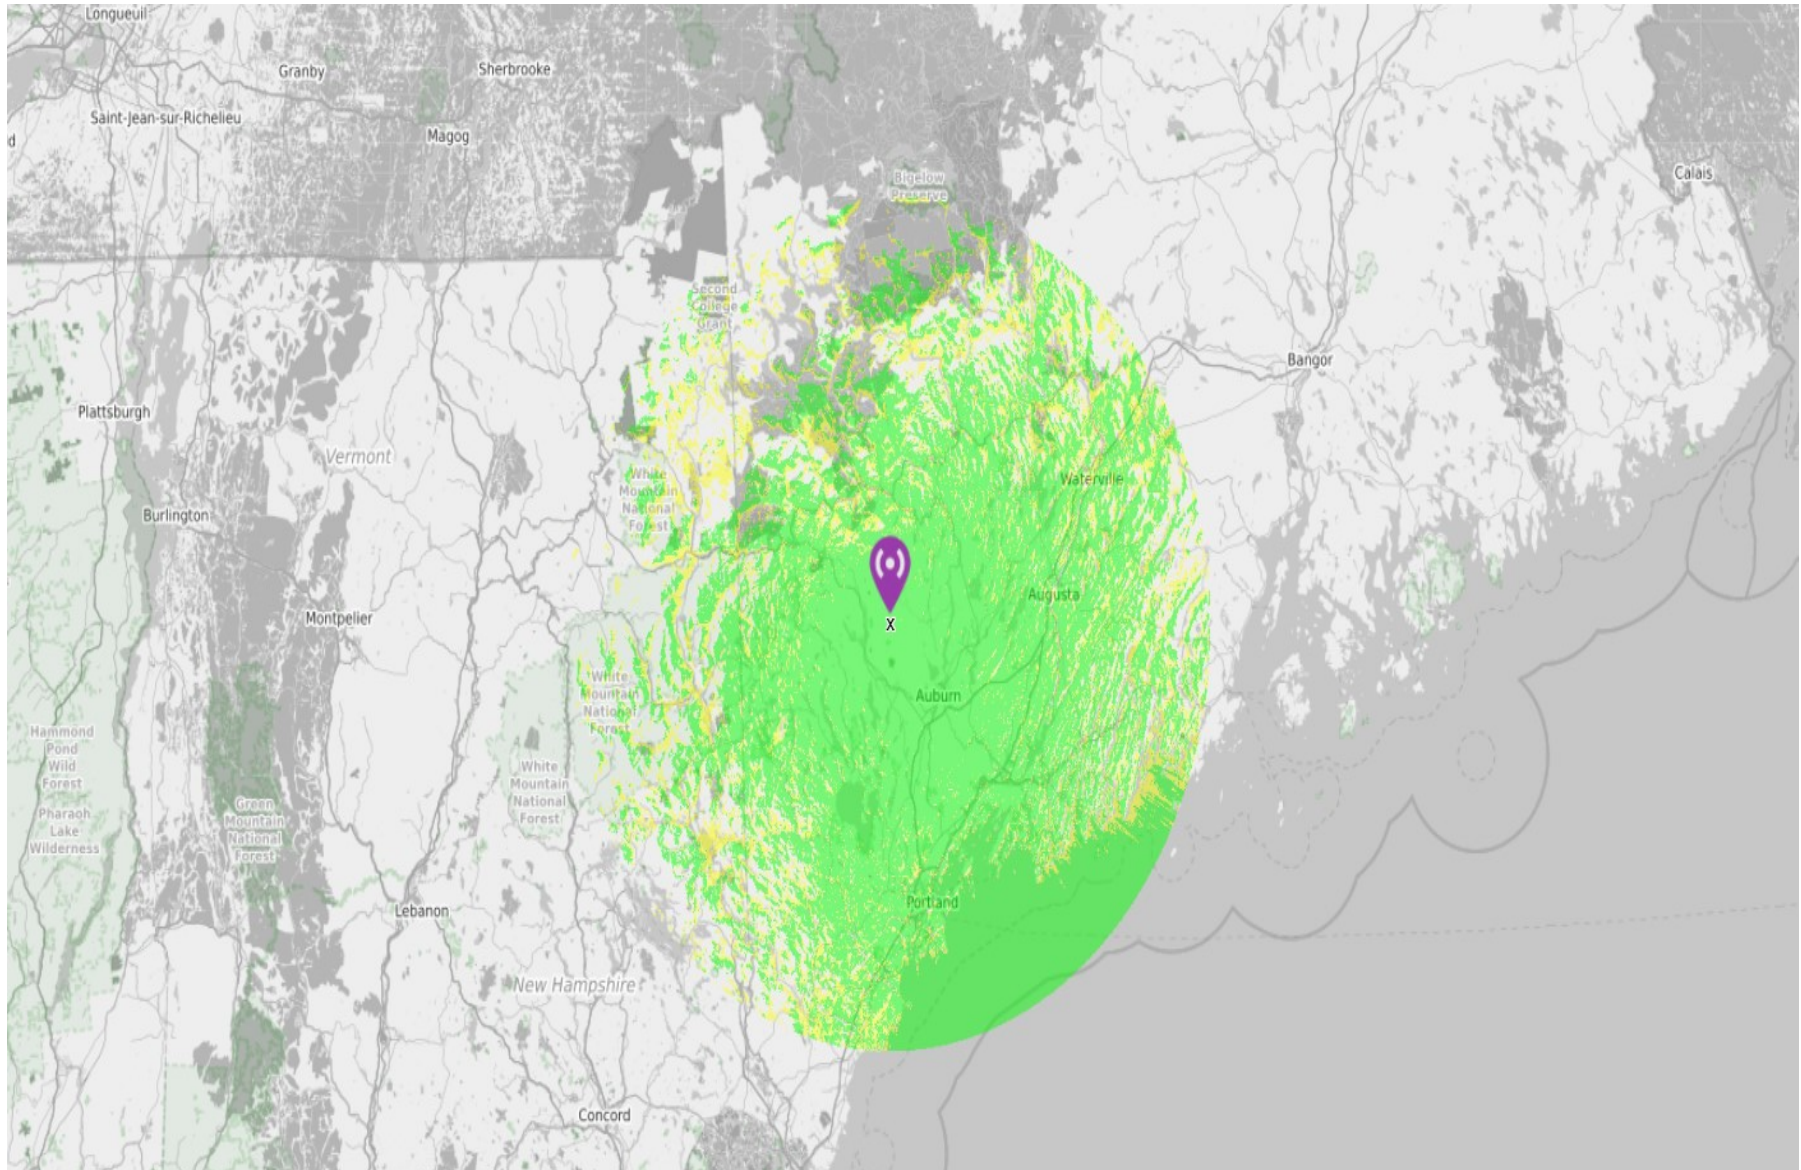 Longueuil
Granby
Sherbrooke
Saint-Jean-sur-Richelieu
d
Magog
Bigelow
Preserve
Calais
Second
College
Grant
Bangor
Plattsburgh
Vermont
White
Mountain
National
Forest
Waterville
Burlington
Augusta
Montpelier
X
White
Mountain
National
Forest
Auburn
Hammond
Pond
Wild
Forest
White
Mountain
National
Forest
Pharaoh
Lake
Wilderness
Green
Mountain
National
Forest
Portland
Lebanon
New Hampshire
Concord